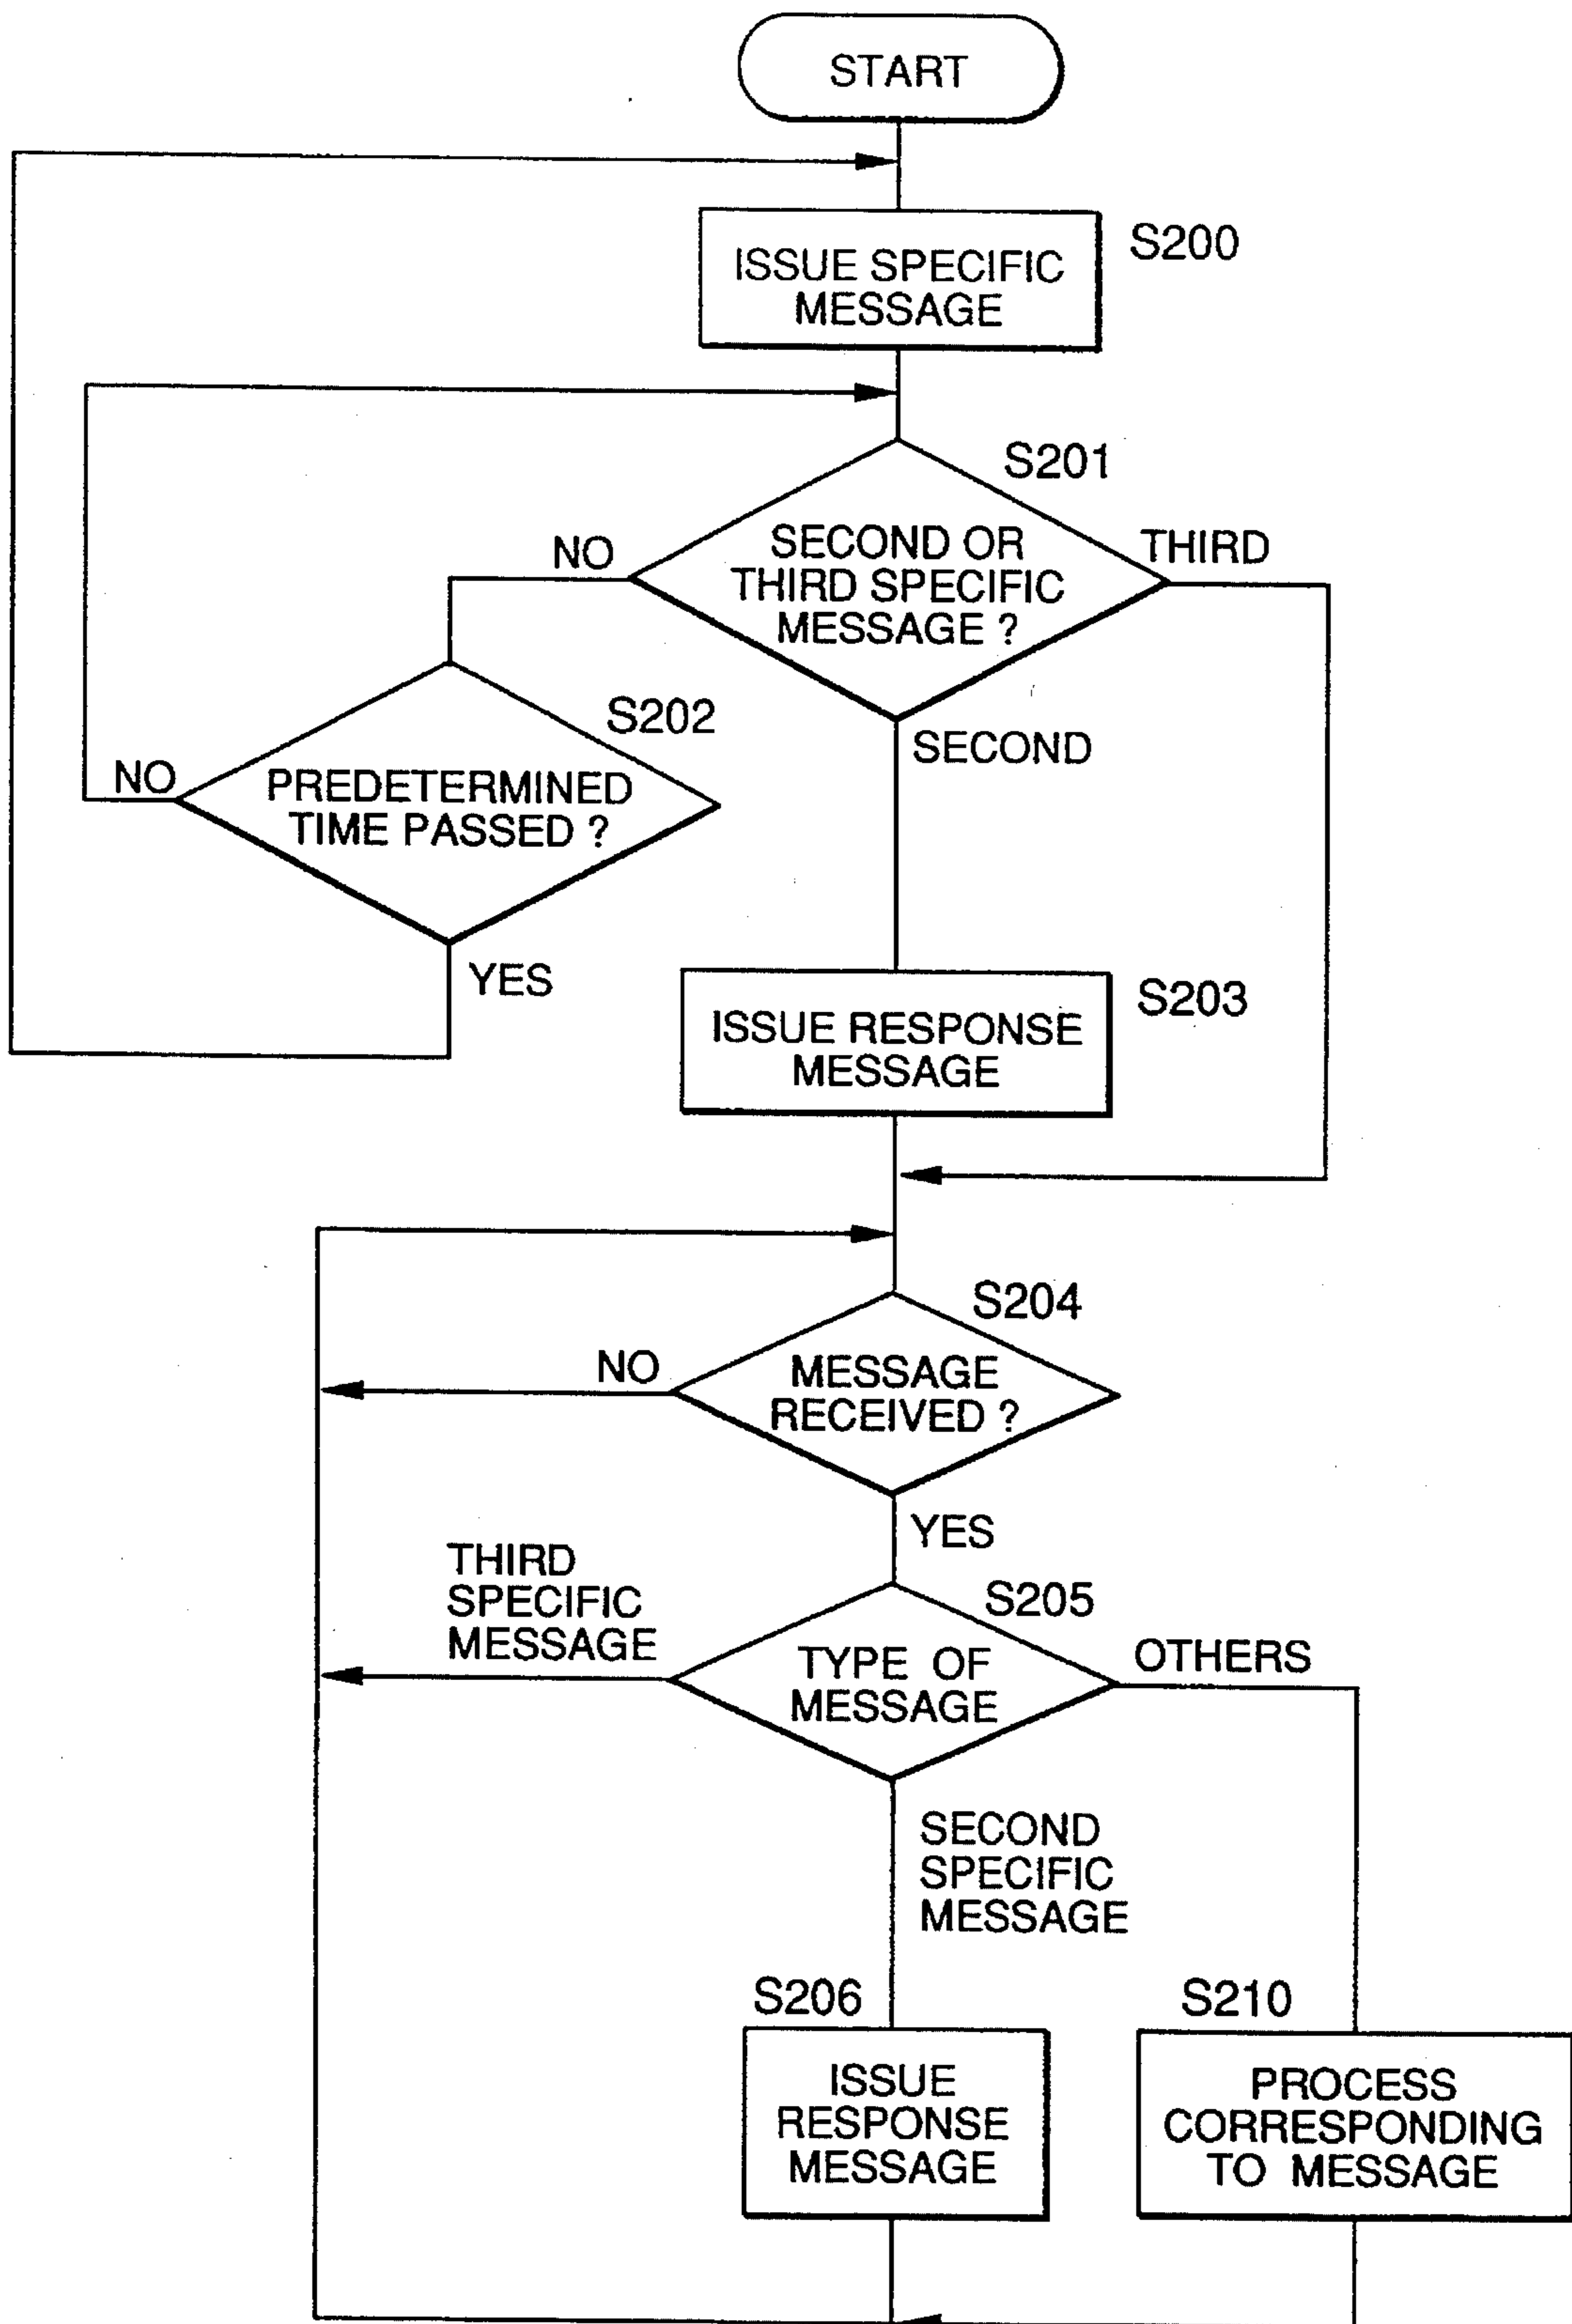 START
ISSUE SPECIFIC
MESSAGE
S200
S201
SECOND OR
THIRD SPECIFIC
MESSAGE ?
NO
THIRD
SECOND
S202
PREDETERMINED
TIME PASSED ?
NO
YES
S203
ISSUE RESPONSE
MESSAGE
S204
MESSAGE
RECEIVED ?
NO
YES
S205
TYPE OF
MESSAGE
THIRD
SPECIFIC
MESSAGE
OTHERS
SECOND
SPECIFIC
MESSAGE
S206
ISSUE
RESPONSE
MESSAGE
S210
PROCESS
CORRESPONDING
TO MESSAGE